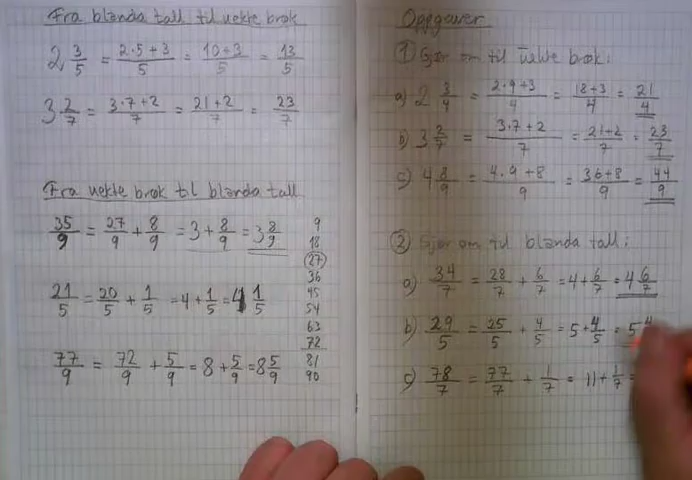 Fra blanda tall til uekte brøk
2 3/5 = (2·5+3)/5 = (10+3)/5 = 13/5
3 2/7 = (3·7+2)/7 = (21+2)/7 = 23/7
Fra uekte brøk til blanda tall
35/9 = 27/9 + 8/9 = 3 + 8/9 = 3 8/9
21/5 = 20/5 + 1/5 = 4 + 1/5 = 4 1/5
77/9 = 72/9 + 5/9 = 8 + 5/9 = 8 5/9
9
18
27
36
45
54
63
72
81
90
Oppgaver
1 Gjør om til uekte brøk:
a) 2 3/4 = (2·9+3)/4 = (18+3)/4 = 21/4
b) 3 2/7 = (3·7+2)/7 = (21+2)/7 = 23/7
c) 4 8/9 = (4·9+8)/9 = (36+8)/9 = 44/9
2 Gjør om til blanda tall:
a) 34/7 = 28/7 + 6/7 = 4 + 6/7 = 4 6/7
b) 29/5 = 25/5 + 4/5 = 5 + 4/5 = 5 4
c) 78/7 = 77/7 + 1/7 = 11 + 1/7 =